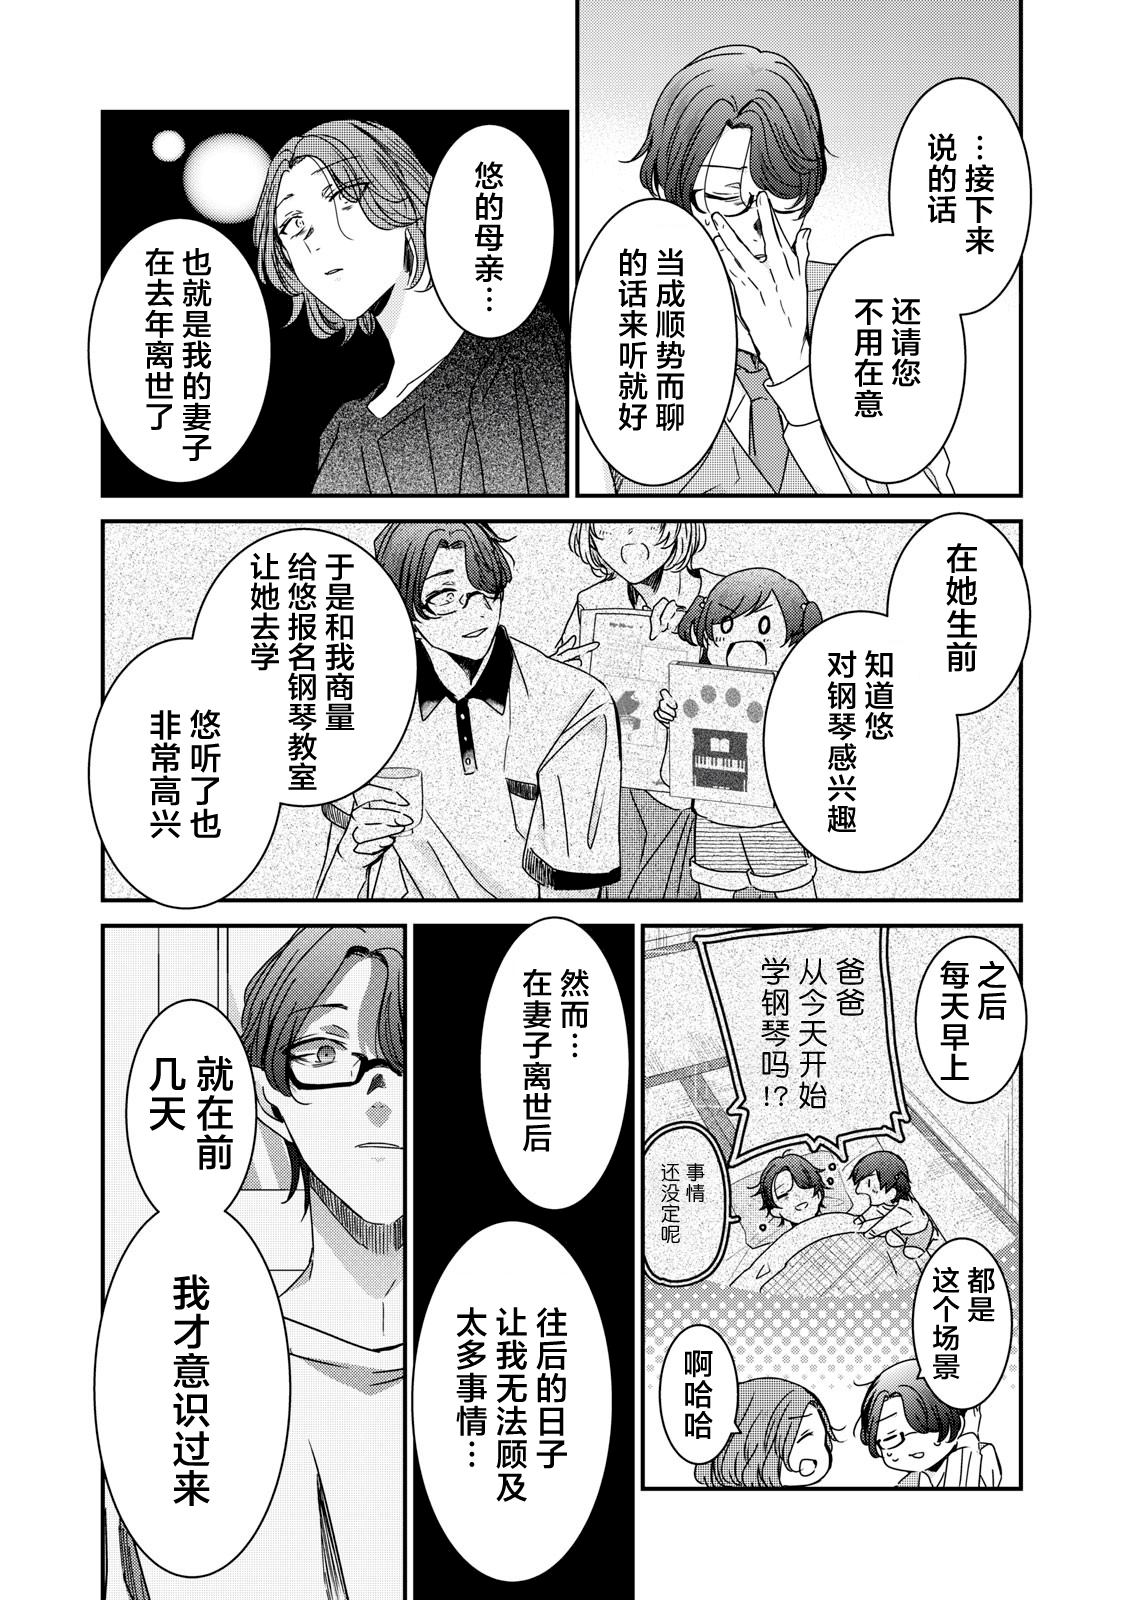 …接下来
说的话
还请您
不用在意
当成顺势而聊
的话来听就好
悠的母亲…
也就是我的妻子
在去年离世了
在她生前
知道悠
对钢琴感兴趣
于是和我商量
给悠报名钢琴教室
让她去学
悠听了也
非常高兴
之后
每天早上
爸爸
从今天开始
学钢琴吗!?
事情
还没定呢
都是
这个场景
啊哈哈
然而…
在妻子离世后
往后的日子
让我无法顾及
太多事情…
就在前
几天
我才意识过来